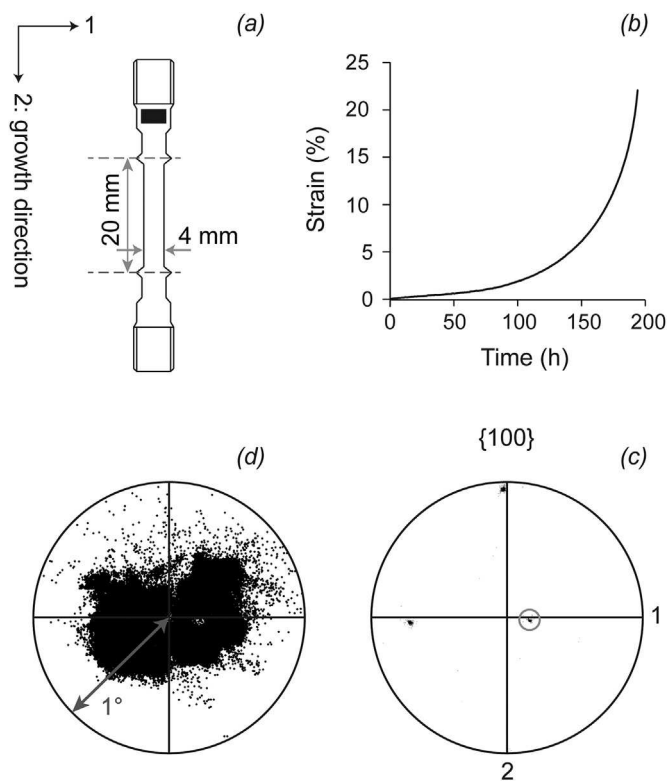 (a)
1
2: growth direction
20 mm
4 mm
(b)
25
20
15
10
5
0
Strain (%)
0 50 100 150 200
Time (h)
(d)
1°
{100}
(c)
1
2